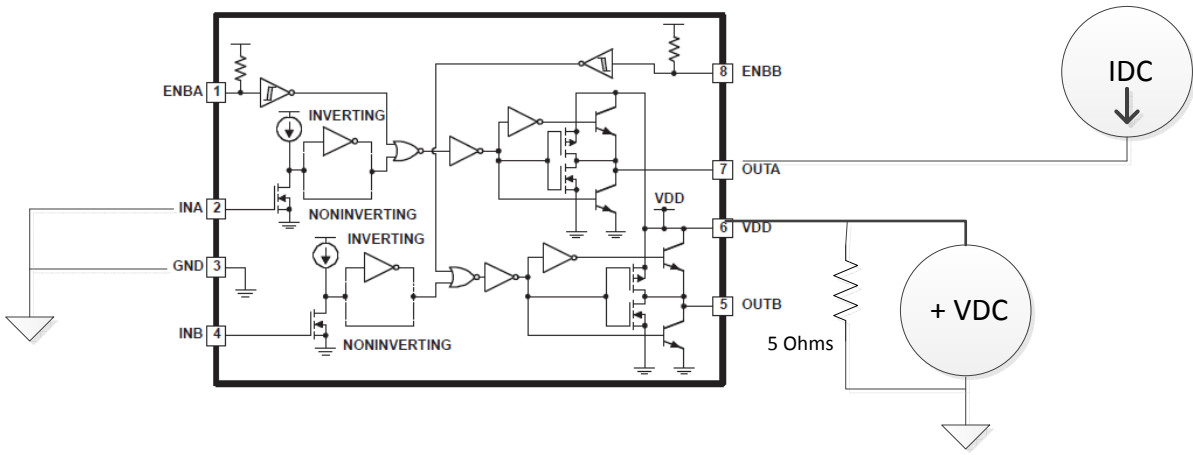 IDC
8 ENBB
ENBA 1
INVERTING
7 OUTA
VDD
INA 2
NONINVERTING
6 VDD
INVERTING
GND 3
5 OUTB
+ VDC
INB 4
NONINVERTING
5 Ohms